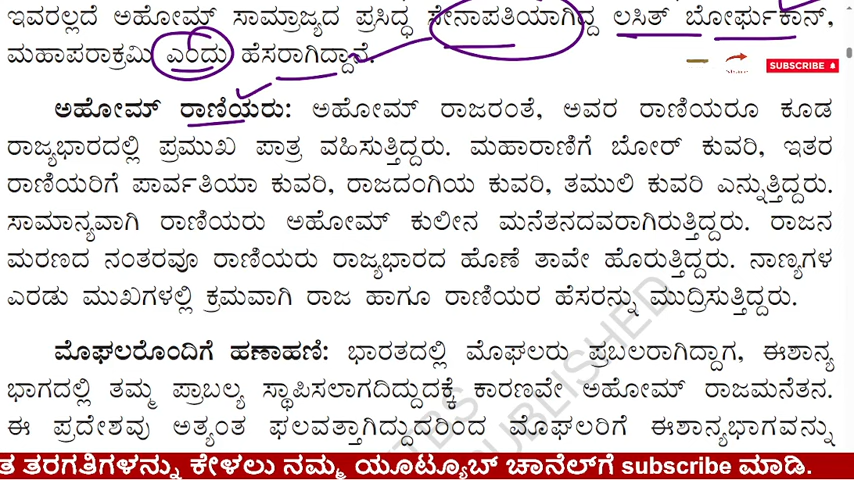 ಇವರಲ್ಲದೆ ಅಹೋಮ್ ಸಾಮ್ರಾಜ್ಯದ ಪ್ರಸಿದ್ಧ ಸೇನಾಪತಿಯಾಗಿದ್ದ ಲಸಿತ್ ಬೋರ್ಫುಕಾನ್,
ಮಹಾಪರಾಕ್ರಮಿ ಎಂದು ಹೆಸರಾಗಿದ್ದಾನೆ.
Share
SUBSCRIBE
ಅಹೋಮ್ ರಾಣಿಯರು: ಅಹೋಮ್ ರಾಜರಂತೆ, ಅವರ ರಾಣಿಯರೂ ಕೂಡ
ರಾಜ್ಯಭಾರದಲ್ಲಿ ಪ್ರಮುಖ ಪಾತ್ರ ವಹಿಸುತ್ತಿದ್ದರು. ಮಹಾರಾಣಿಗೆ ಬೋರ್ ಕುವರಿ, ಇತರ
ರಾಣಿಯರಿಗೆ ಪಾರ್ವತಿಯಾ ಕುವರಿ, ರಾಜದಂಗಿಯ ಕುವರಿ, ತಮುಲಿ ಕುವರಿ ಎನ್ನುತ್ತಿದ್ದರು.
ಸಾಮಾನ್ಯವಾಗಿ ರಾಣಿಯರು ಅಹೋಮ್ ಕುಲೀನ ಮನೆತನದವರಾಗಿರುತ್ತಿದ್ದರು. ರಾಜನ
ಮರಣದ ನಂತರವೂ ರಾಣಿಯರು ರಾಜ್ಯಭಾರದ ಹೊಣೆ ತಾವೇ ಹೊರುತ್ತಿದ್ದರು. ನಾಣ್ಯಗಳ
ಎರಡು ಮುಖಗಳಲ್ಲಿ ಕ್ರಮವಾಗಿ ರಾಜ ಹಾಗೂ ರಾಣಿಯರ ಹೆಸರನ್ನು ಮುದ್ರಿಸುತ್ತಿದ್ದರು.
ಮೊಘಲರೊಂದಿಗೆ ಹಣಾಹಣಿ: ಭಾರತದಲ್ಲಿ ಮೊಘಲರು ಪ್ರಬಲರಾಗಿದ್ದಾಗ, ಈಶಾನ್ಯ
ಭಾಗದಲ್ಲಿ ತಮ್ಮ ಪ್ರಾಬಲ್ಯ ಸ್ಥಾಪಿಸಲಾಗದಿದ್ದುದಕ್ಕೆ ಕಾರಣವೇ ಅಹೋಮ್ ರಾಜಮನೆತನ.
ಈ ಪ್ರದೇಶವು ಅತ್ಯಂತ ಫಲವತ್ತಾಗಿದ್ದುದರಿಂದ ಮೊಘಲರಿಗೆ ಈಶಾನ್ಯಭಾಗವನ್ನು
TBS
PUBLISHED
ತರಗತಿಗಳನ್ನು ಕೇಳಲು ನಮ್ಮ ಯೂಟ್ಯೂಬ್ ಚಾನೆಲ್‌ಗೆ subscribe ಮಾಡಿ.